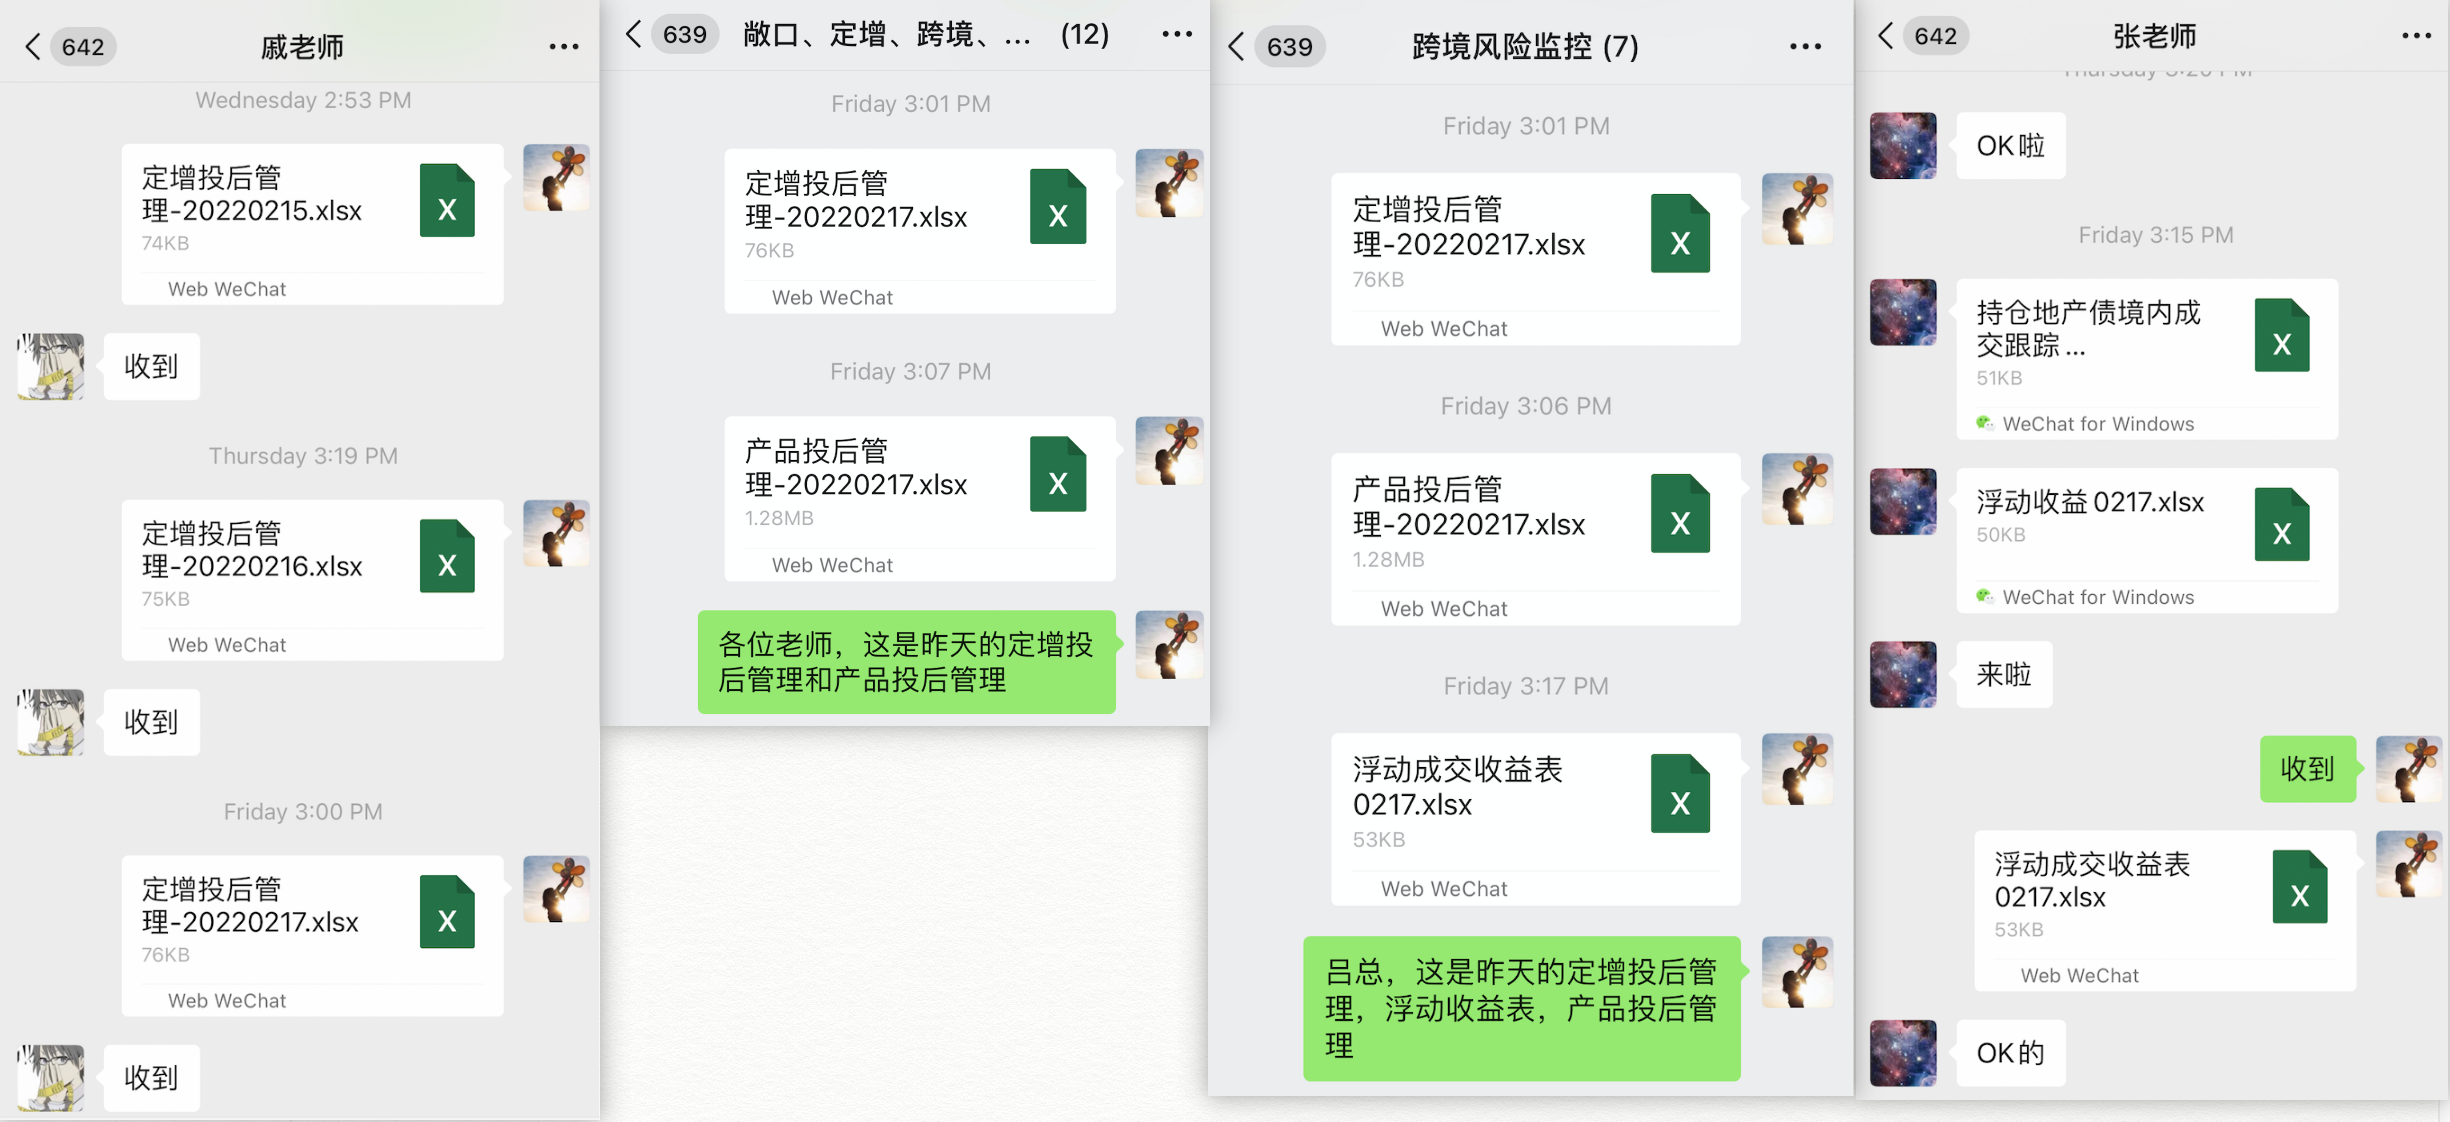 642
戚老师
Wednesday 2:53 PM
定增投后管
理-20220215.xlsx
74KB
Web WeChat
收到
Thursday 3:19 PM
定增投后管
理-20220216.xlsx
75KB
Web WeChat
收到
Friday 3:00 PM
定增投后管
理-20220217.xlsx
76KB
Web WeChat
收到
639
敞口、定增、跨境、... (12)
Friday 3:01 PM
定增投后管
理-20220217.xlsx
76KB
Web WeChat
Friday 3:07 PM
产品投后管
理-20220217.xlsx
1.28MB
Web WeChat
各位老师，这是昨天的定增投
后管理和产品投后管理
639
跨境风险监控 (7)
Friday 3:01 PM
定增投后管
理-20220217.xlsx
76KB
Web WeChat
Friday 3:06 PM
产品投后管
理-20220217.xlsx
1.28MB
Web WeChat
Friday 3:17 PM
浮动成交收益表
0217.xlsx
53KB
Web WeChat
吕总，这是昨天的定增投后管
理，浮动收益表，产品投后管
理
642
张老师
Thursday 3:20 PM
OK啦
Friday 3:15 PM
持仓地产债境内成
交跟踪...
51KB
WeChat for Windows
浮动收益 0217.xlsx
50KB
WeChat for Windows
来啦
收到
浮动成交收益表
0217.xlsx
53KB
Web WeChat
OK的